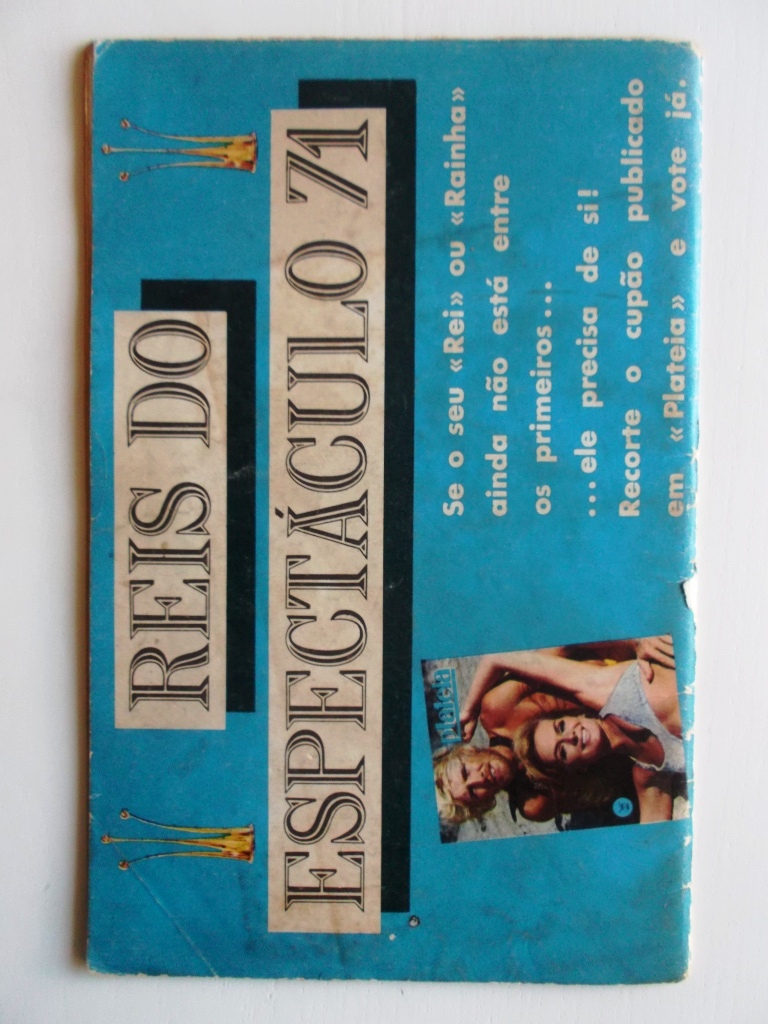 REIS DO
ESPECTÁCULO 71
Se o seu «Rei» ou «Rainha»
ainda não está entre
os primeiros...
...ele precisa de si!
Recorte o cupão publicado
em «Plateia» e vote já.
plateia